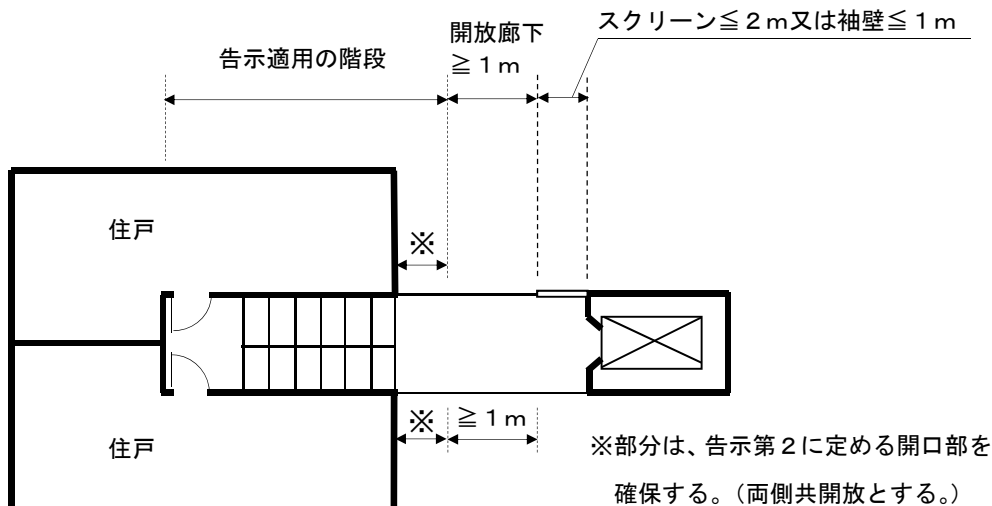 スクリーン≦２ｍ又は袖壁≦１ｍ
開放廊下
≧１ｍ
告示適用の階段
住戸
※
※
≧１ｍ
住戸
※部分は、告示第２に定める開口部を
確保する。（両側共開放とする。）